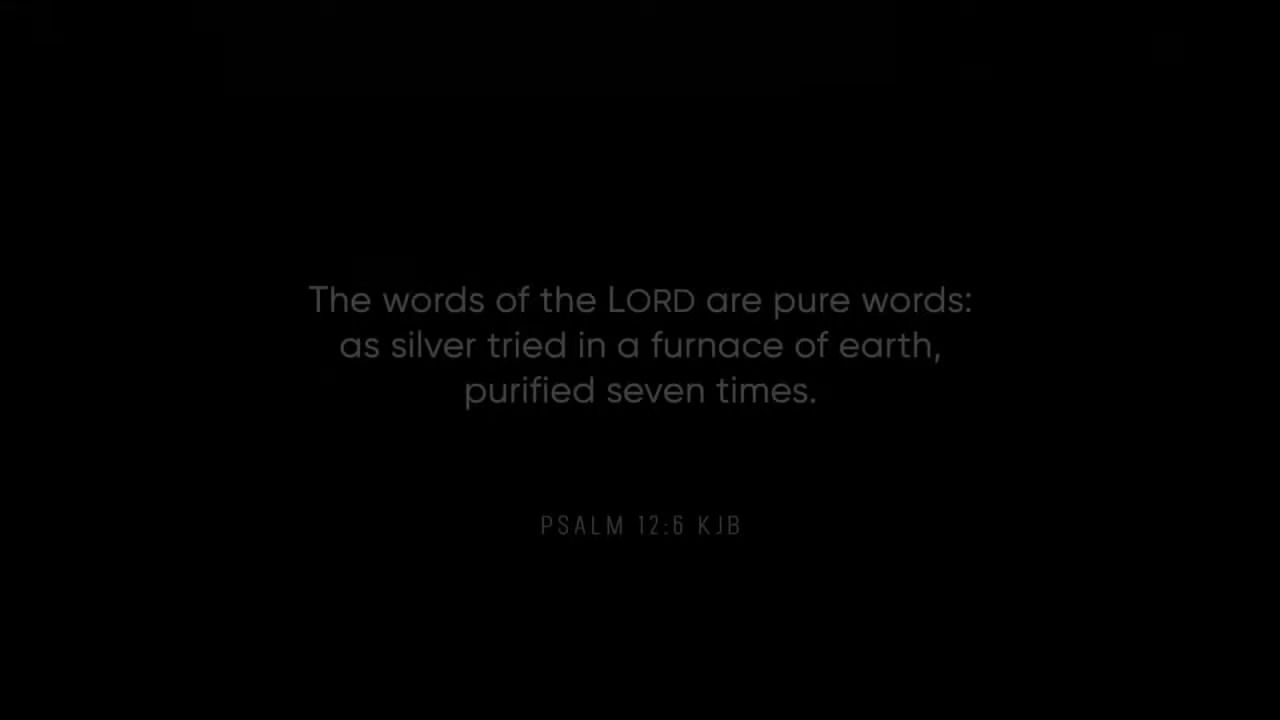 The words of the LORD are pure words:
as silver tried in a furnace of earth,
purified seven times.
PSALM 12:6 KJB